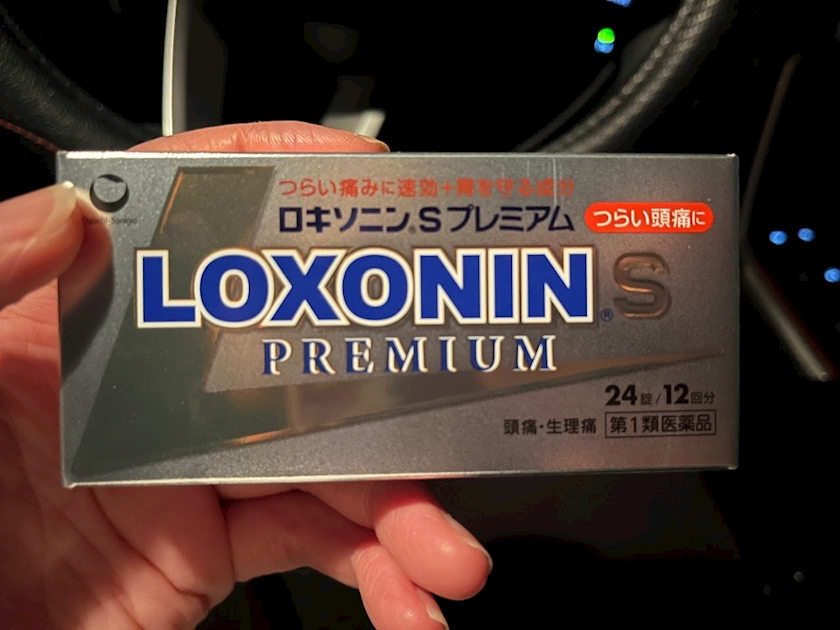 つらい痛みに速効+胃を守る成分
ロキソニン®Sプレミアム
つらい頭痛に
LOXONIN® S
PREMIUM
24錠/12回分
頭痛・生理痛 第1類医薬品
Daiichi-Sankyo